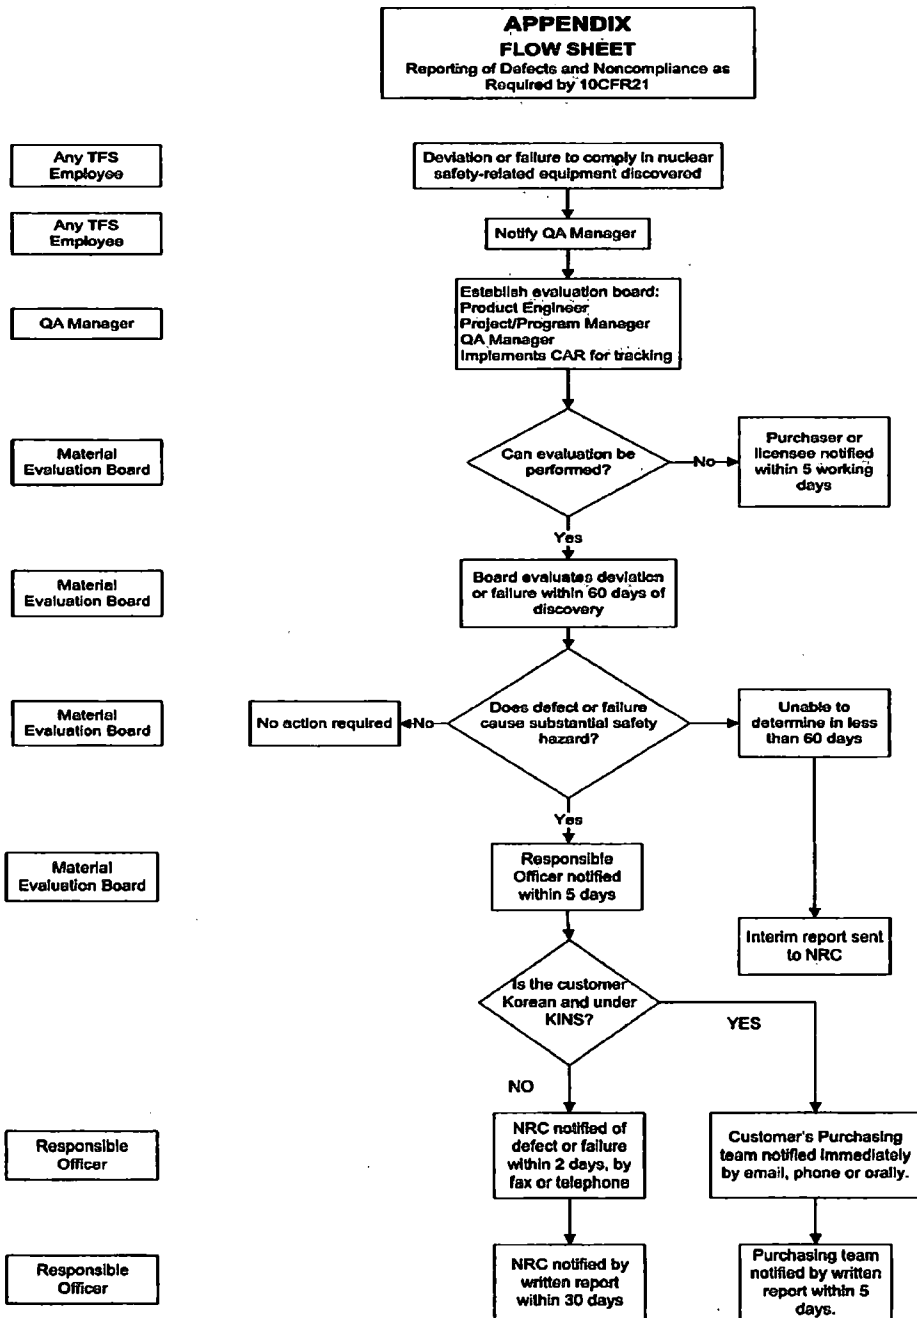 APPENDIX
FLOW SHEET
Reporting of Defects and Noncompliance as
Required by 10CFR21
Any TFS
Employee
Deviation or failure to comply in nuclear
safety-related equipment discovered
Any TFS
Employee
Notify QA Manager
QA Manager
Establish evaluation board:
Product Engineer
Project/Program Manager
QA Manager
Implements CAR for tracking
Material
Evaluation Board
Can evaluation be
performed?
No
Purchaser or
licensee notified
within 5 working
days
Yes
Material
Evaluation Board
Board evaluates deviation
or failure within 60 days of
discovery
Material
Evaluation Board
No action required
No
Does defect or failure
cause substantial safety
hazard?
Unable to
determine in less
than 60 days
Yes
Material
Evaluation Board
Responsible
Officer notified
within 5 days
Interim report sent
to NRC
Is the customer
Korean and under
KINS?
YES
NO
Responsible
Officer
NRC notified of
defect or failure
within 2 days, by
fax or telephone
Customer's Purchasing
team notified immediately
by email, phone or orally.
Responsible
Officer
NRC notified by
written report
within 30 days
Purchasing team
notified by written
report within 5
days.